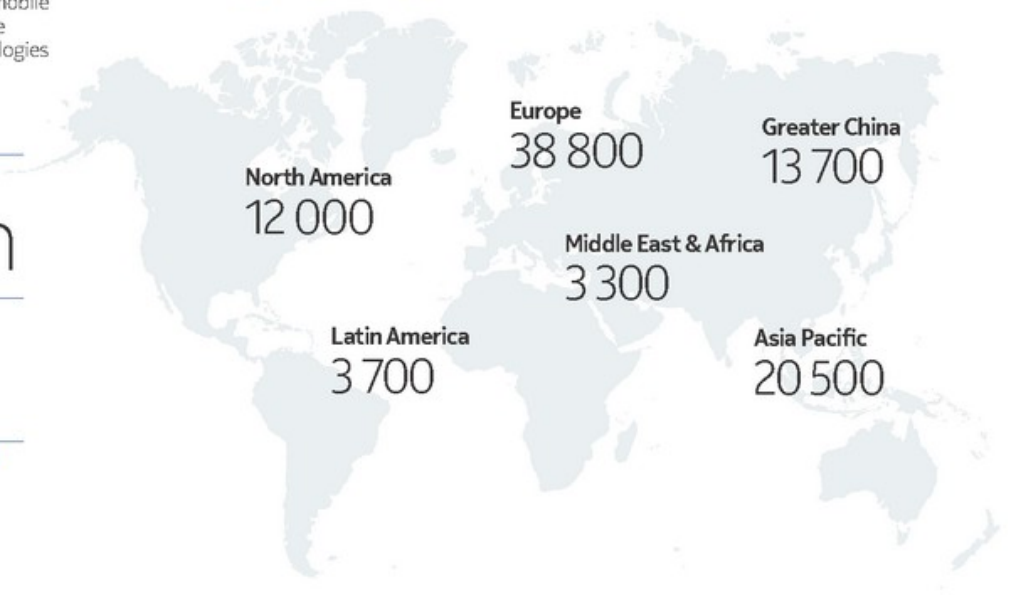 logies
Europe
38 800
Greater China
13 700
North America
12 000
Middle East & Africa
3 300
Latin America
3 700
Asia Pacific
20 500